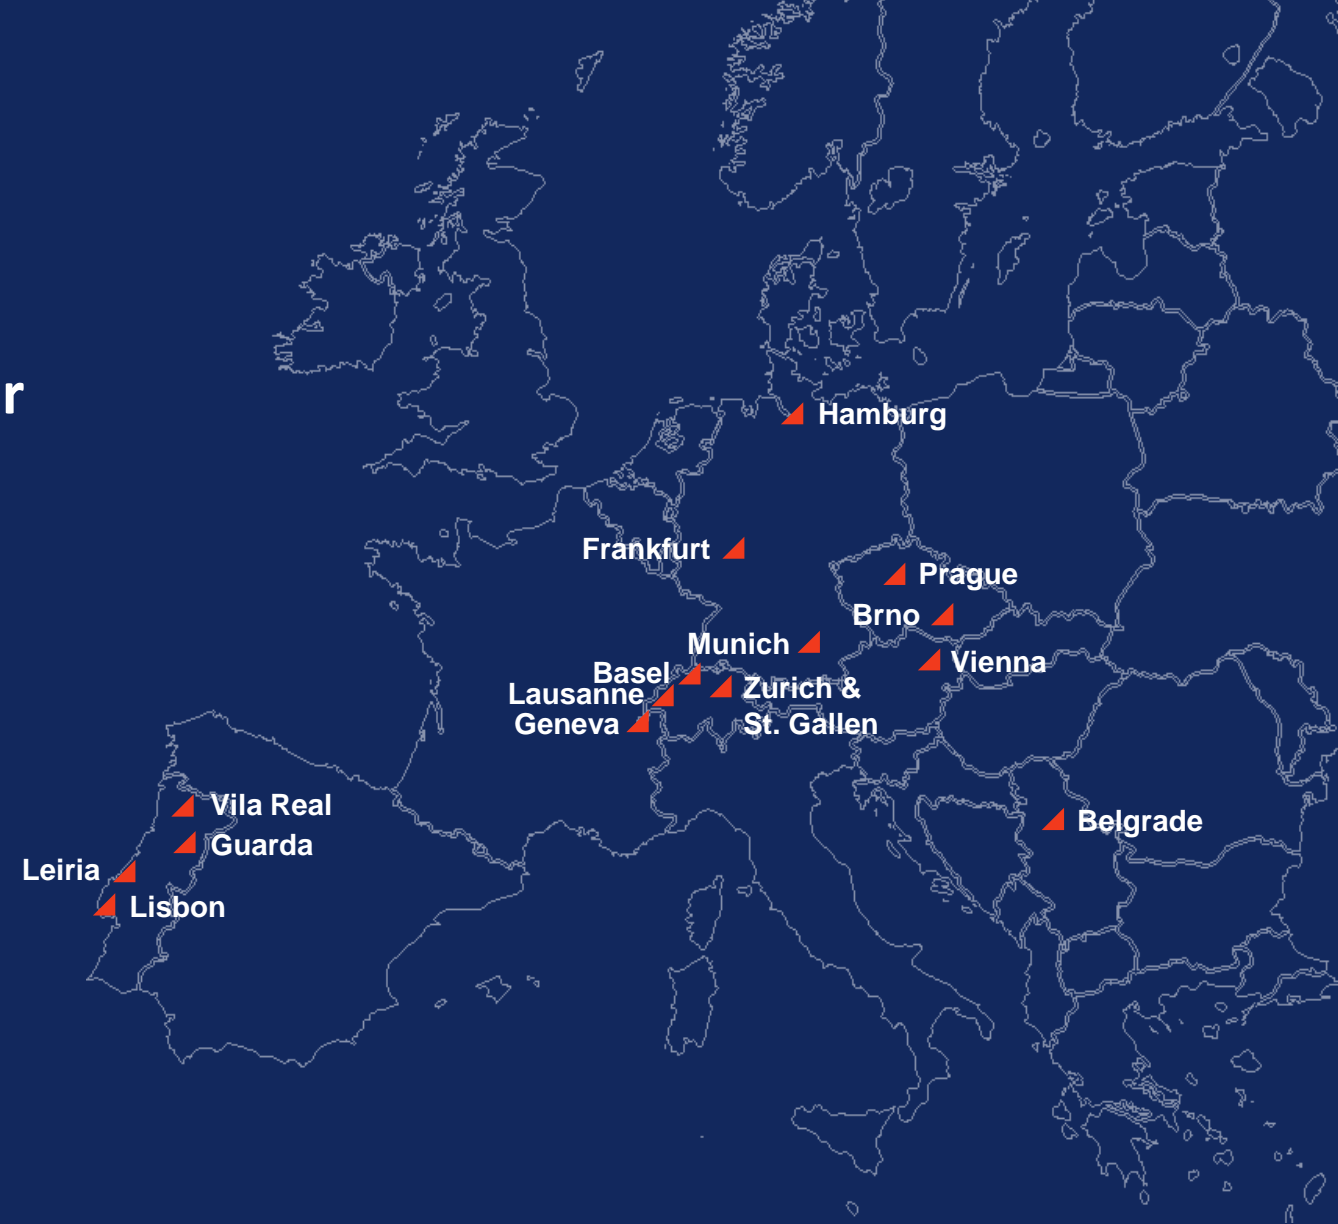 r
Hamburg
Frankfurt
Prague
Brno
Munich
Vienna
Basel
Lausanne
Zurich &
Geneva
St. Gallen
Vila Real
Belgrade
Guarda
Leiria
Lisbon